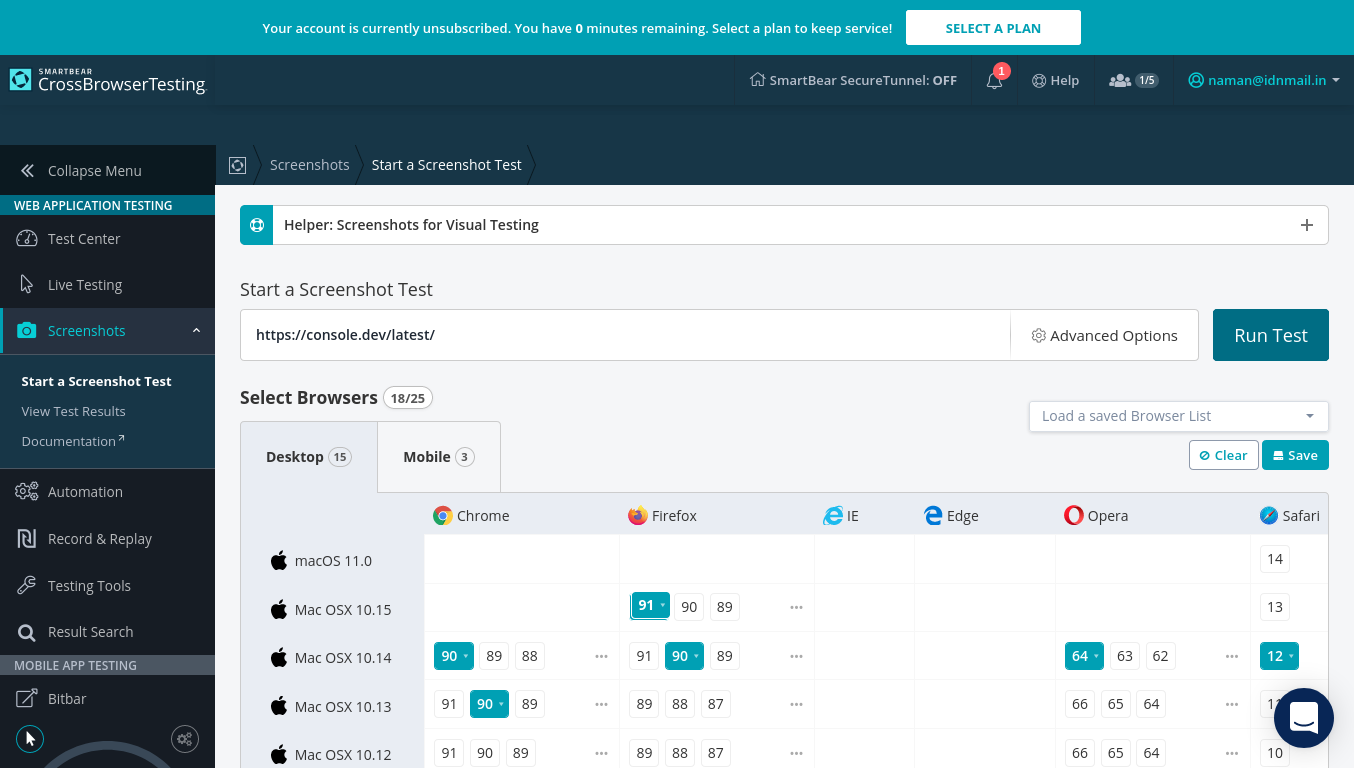 Your account is currently unsubscribed. You have 0 minutes remaining. Select a plan to keep service!
SELECT A PLAN
SMARTBEAR
CrossBrowserTesting
SmartBear SecureTunnel: OFF
1
Help
1/5
naman@idnmail.in
Collapse Menu
WEB APPLICATION TESTING
Test Center
Live Testing
Screenshots
Start a Screenshot Test
View Test Results
Documentation
Automation
Record & Replay
Testing Tools
Result Search
MOBILE APP TESTING
Bitbar
Screenshots
Start a Screenshot Test
Helper: Screenshots for Visual Testing
Start a Screenshot Test
https://console.dev/latest/
Advanced Options
Run Test
Select Browsers 18/25
Load a saved Browser List
Desktop 15
Mobile 3
Clear
Save
Chrome Firefox IE Edge Opera Safari
macOS 11.0 14
Mac OSX 10.15 91 90 89 ... 13
Mac OSX 10.14 90 89 88 ... 91 90 89 ... 64 63 62 ... 12
Mac OSX 10.13 91 90 89 ... 89 88 87 ... 66 65 64 ...
Mac OSX 10.12 91 90 89 ... 89 88 87 ... 66 65 64 ... 10